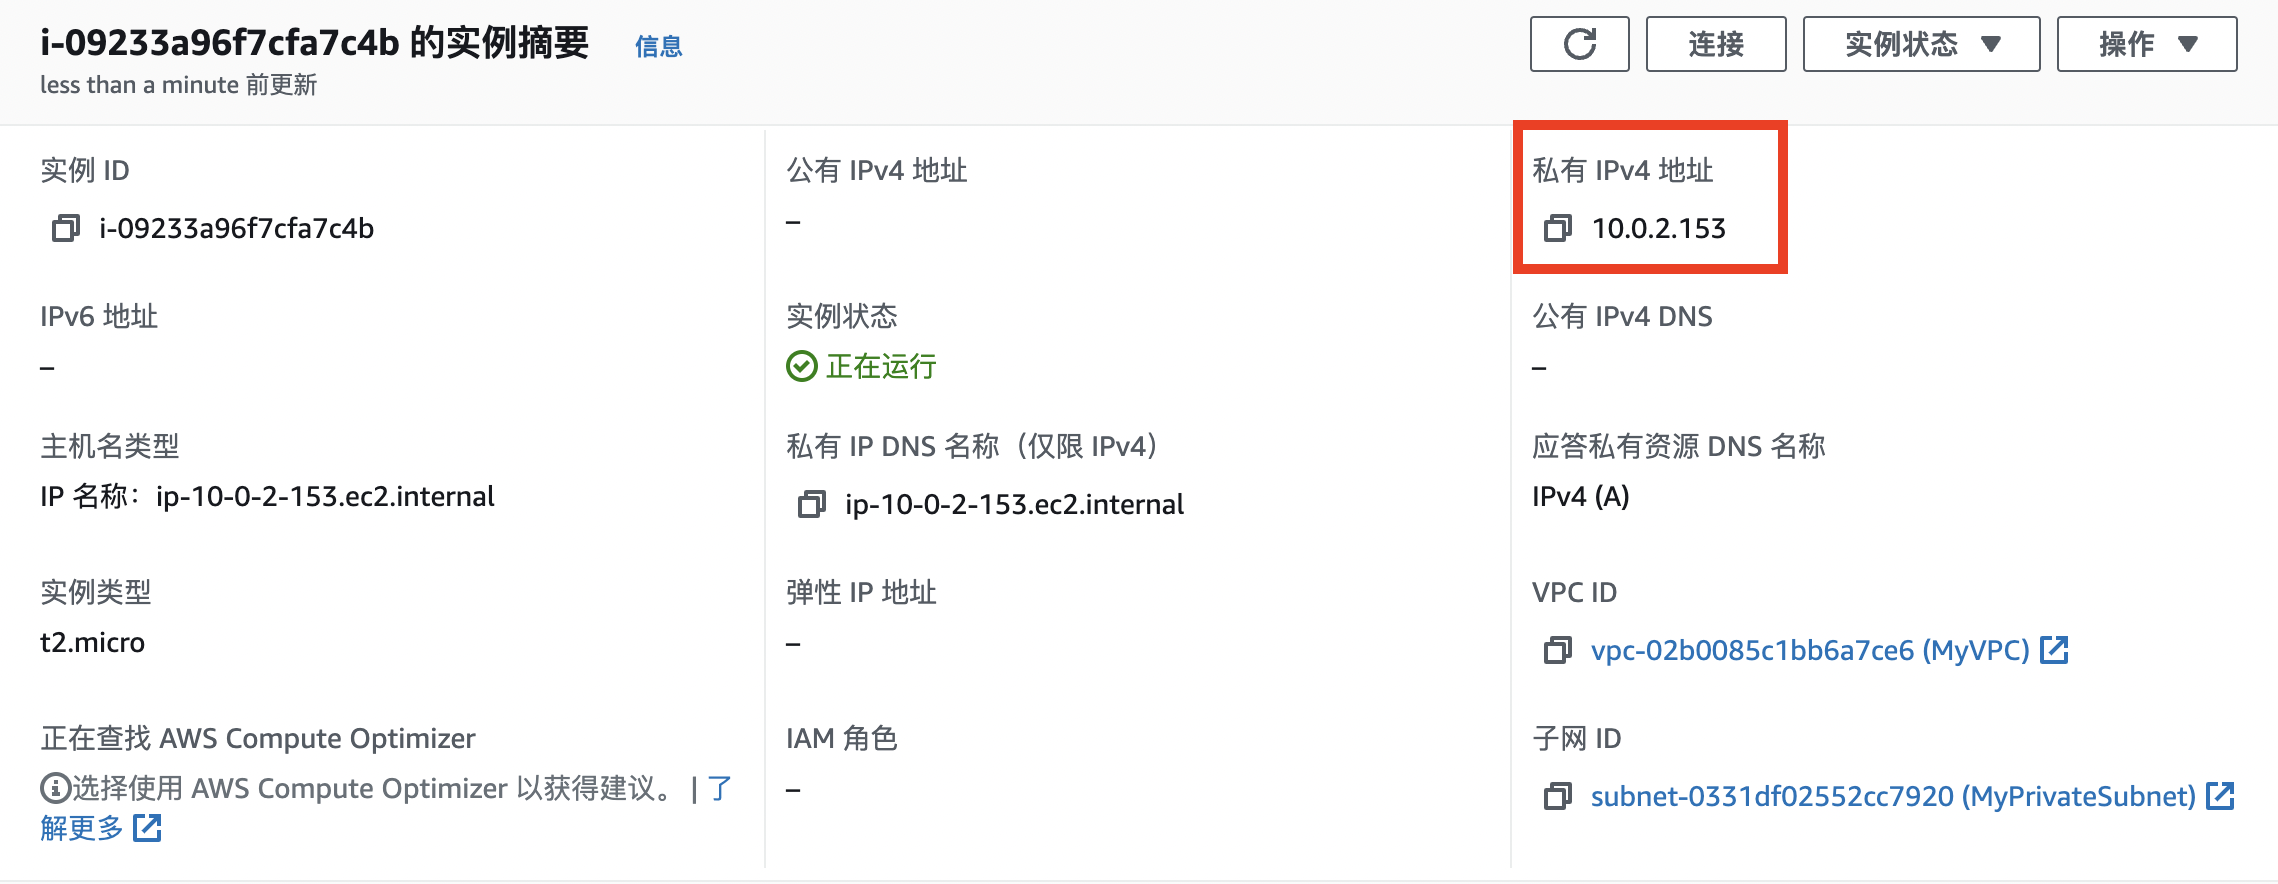 i-09233a96f7cfa7c4b 的实例摘要 信息
less than a minute 前更新
连接
实例状态
操作
实例 ID
i-09233a96f7cfa7c4b
公有 IPv4 地址
–
私有 IPv4 地址
10.0.2.153
IPv6 地址
–
实例状态
正在运行
公有 IPv4 DNS
–
主机名类型
IP 名称：ip-10-0-2-153.ec2.internal
私有 IP DNS 名称（仅限 IPv4）
ip-10-0-2-153.ec2.internal
应答私有资源 DNS 名称
IPv4 (A)
实例类型
t2.micro
弹性 IP 地址
–
VPC ID
vpc-02b0085c1bb6a7ce6 (MyVPC)
正在查找 AWS Compute Optimizer
选择使用 AWS Compute Optimizer 以获得建议。 | 了
解更多
IAM 角色
–
子网 ID
subnet-0331df02552cc7920 (MyPrivateSubnet)